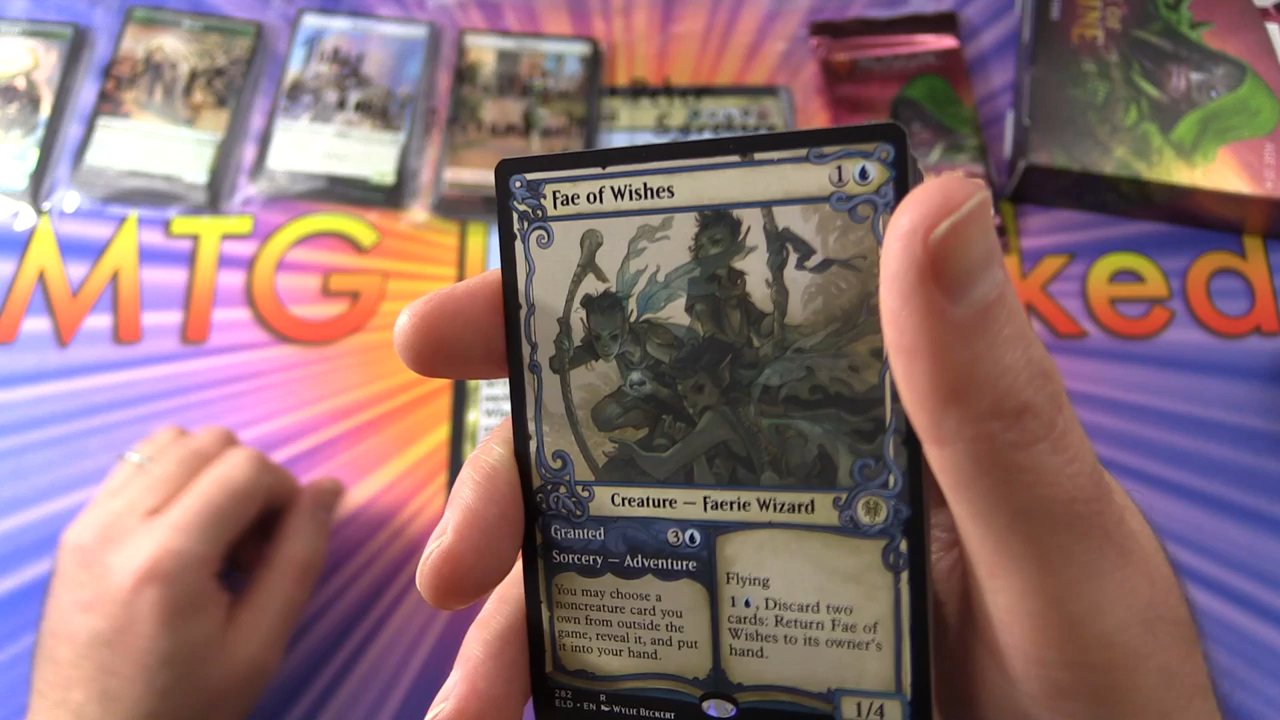 MTG
ked
Fae of Wishes
1
Creature — Faerie Wizard
Granted
3
Sorcery — Adventure
You may choose a
noncreature card you
own from outside the
game, reveal it, and put
it into your hand.
Flying
1 , Discard two
cards: Return Fae of
Wishes to its owner's
hand.
282 R
ELD • EN WYLIE BECKERT
1/4